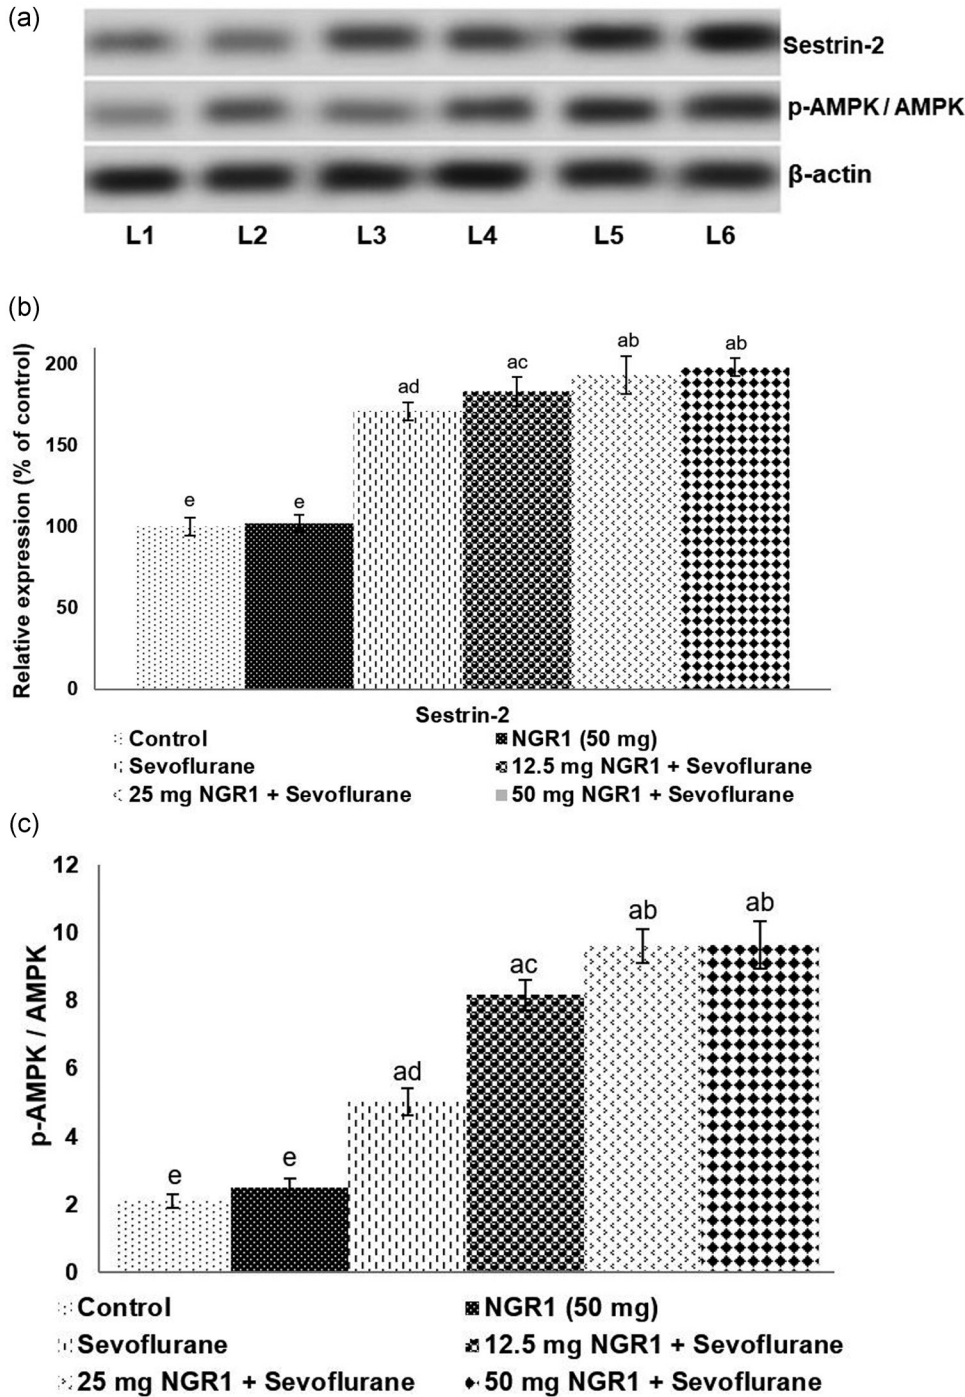 (a)
Sestrin-2
p-AMPK / AMPK
β-actin
L1 L2 L3 L4 L5 L6
(b)
Relative expression (% of control)
200
150
100
50
0
e e ad ac ab ab
Sestrin-2
Control NGR1 (50 mg)
Sevoflurane 12.5 mg NGR1 + Sevoflurane
25 mg NGR1 + Sevoflurane 50 mg NGR1 + Sevoflurane
(c)
p-AMPK / AMPK
12
10
8
6
4
2
0
e e ad ac ab ab
Control NGR1 (50 mg)
Sevoflurane 12.5 mg NGR1 + Sevoflurane
25 mg NGR1 + Sevoflurane 50 mg NGR1 + Sevoflurane